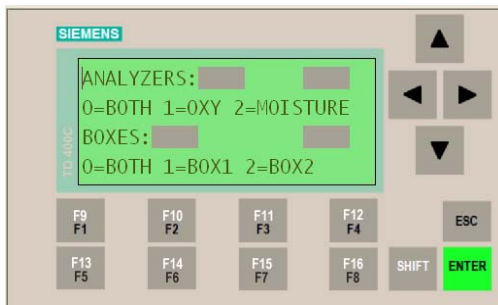 SIEMENS
ANALYZERS:
0=BOTH 1=OXY 2=MOISTURE
BOXES:
0=BOTH 1=BOX1 2=BOX2
TD 400C
F9 F10 F11 F12
F1 F2 F3 F4
ESC
F13 F14 F15 F16
F5 F6 F7 F8
SHIFT ENTER